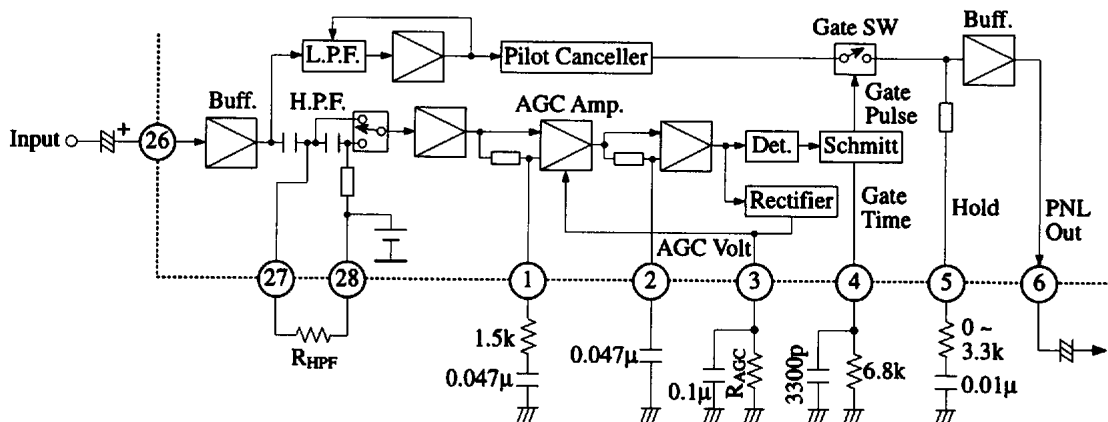 Buff.
Gate SW
L.P.F.
Pilot Canceller
Gate
Pulse
Buff.
H.P.F.
AGC Amp.
Input
+
26
Det.
Schmitt
Rectifier
Gate
Time
Hold
PNL
Out
AGC Volt
27
28
1
2
3
4
5
6
RHPF
1.5k
0.047μ
0.047μ
0.1μ
RAGC
3300p
6.8k
0 ~
3.3k
0.01μ